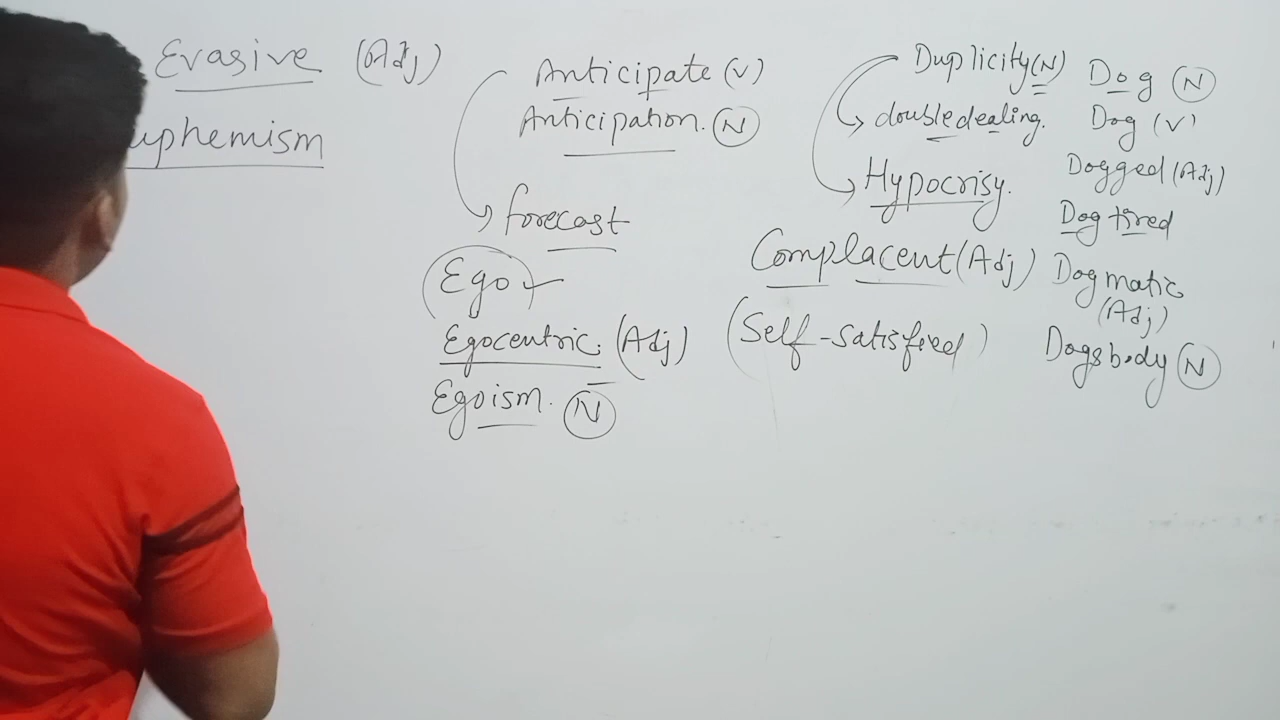 Evasive (Adj)
uphemism
Anticipate (V)
Anticipation. (N)
forecast
Ego
Egocentric. (Adj)
Egoism. (N)
Duplicity (N)
doubledealing.
Hypocrisy.
Complacent (Adj)
(Self-satisfied)
Dog (N)
Dog (V)
Dogged (Adj)
Dog tired
Dogmatic
(Adj)
Dogsbody (N)